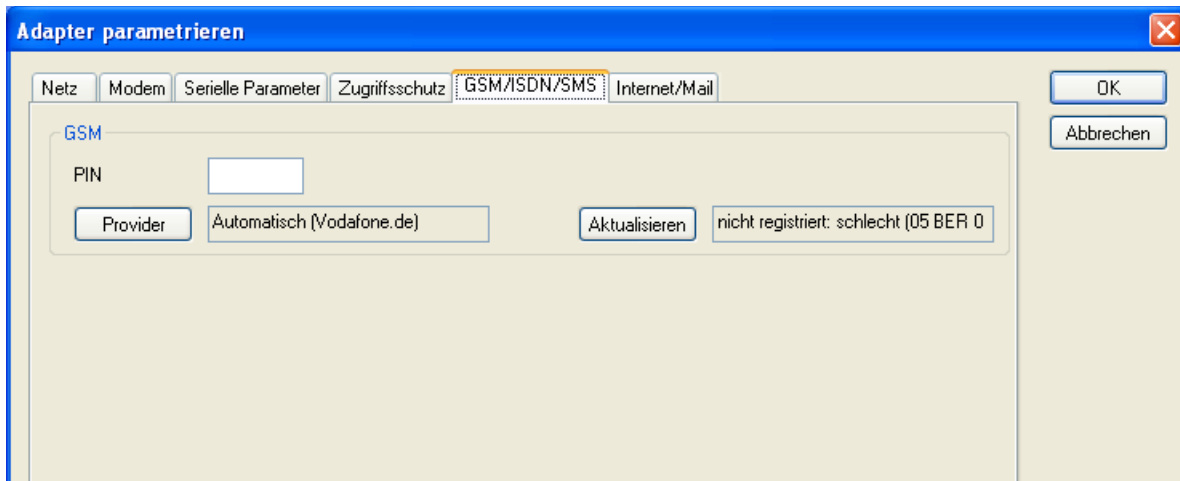 Adapter parametrieren
Netz Modem Serielle Parameter Zugriffsschutz GSM/ISDN/SMS Internet/Mail
OK
Abbrechen
GSM
PIN
Provider Automatisch (Vodafone.de) Aktualisieren nicht registriert: schlecht (05 BER 0